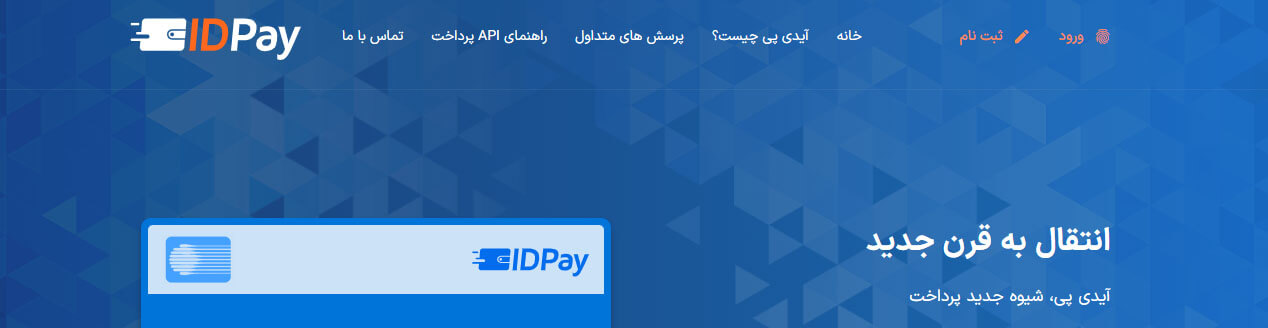 ورود
ثبت نام
خانه
آیدی پی چیست؟
پرسش های متداول
راهنمای API پرداخت
تماس با ما
IDPay
انتقال به قرن جدید
آیدی پی، شیوه جدید پرداخت
IDPay